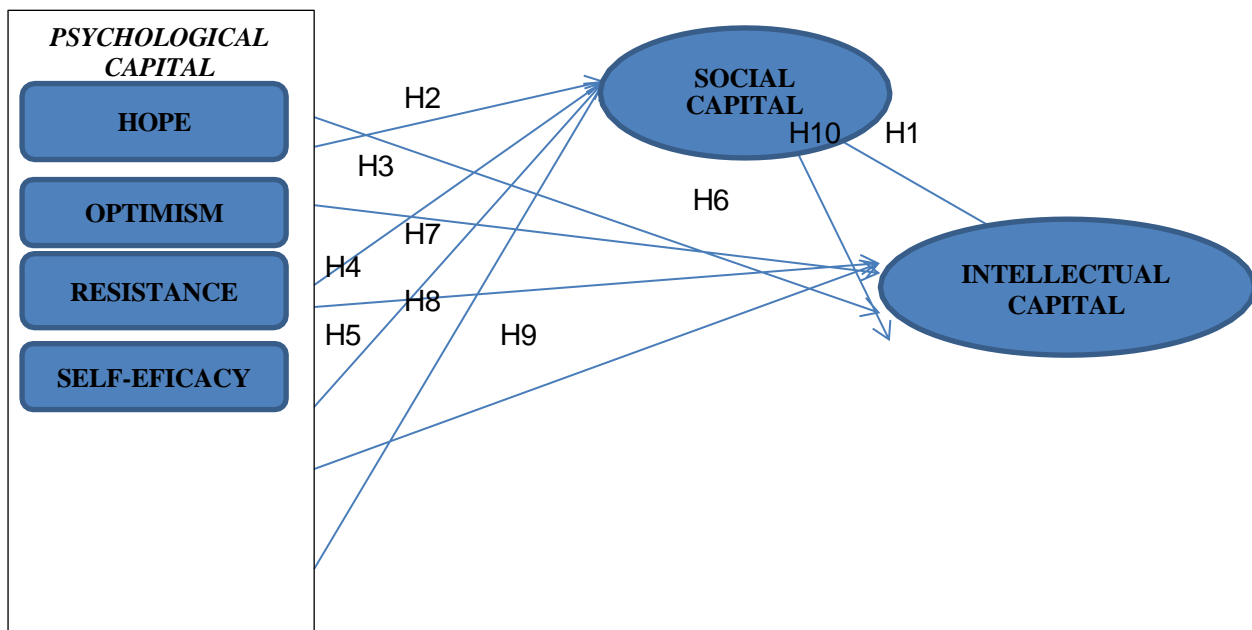 PSYCHOLOGICAL
CAPITAL
HOPE
OPTIMISM
RESISTANCE
SELF-EFICACY
H2
H3
H7
H4
H8
H5
H9
H6
SOCIAL
CAPITAL
H10
H1
INTELLECTUAL
CAPITAL